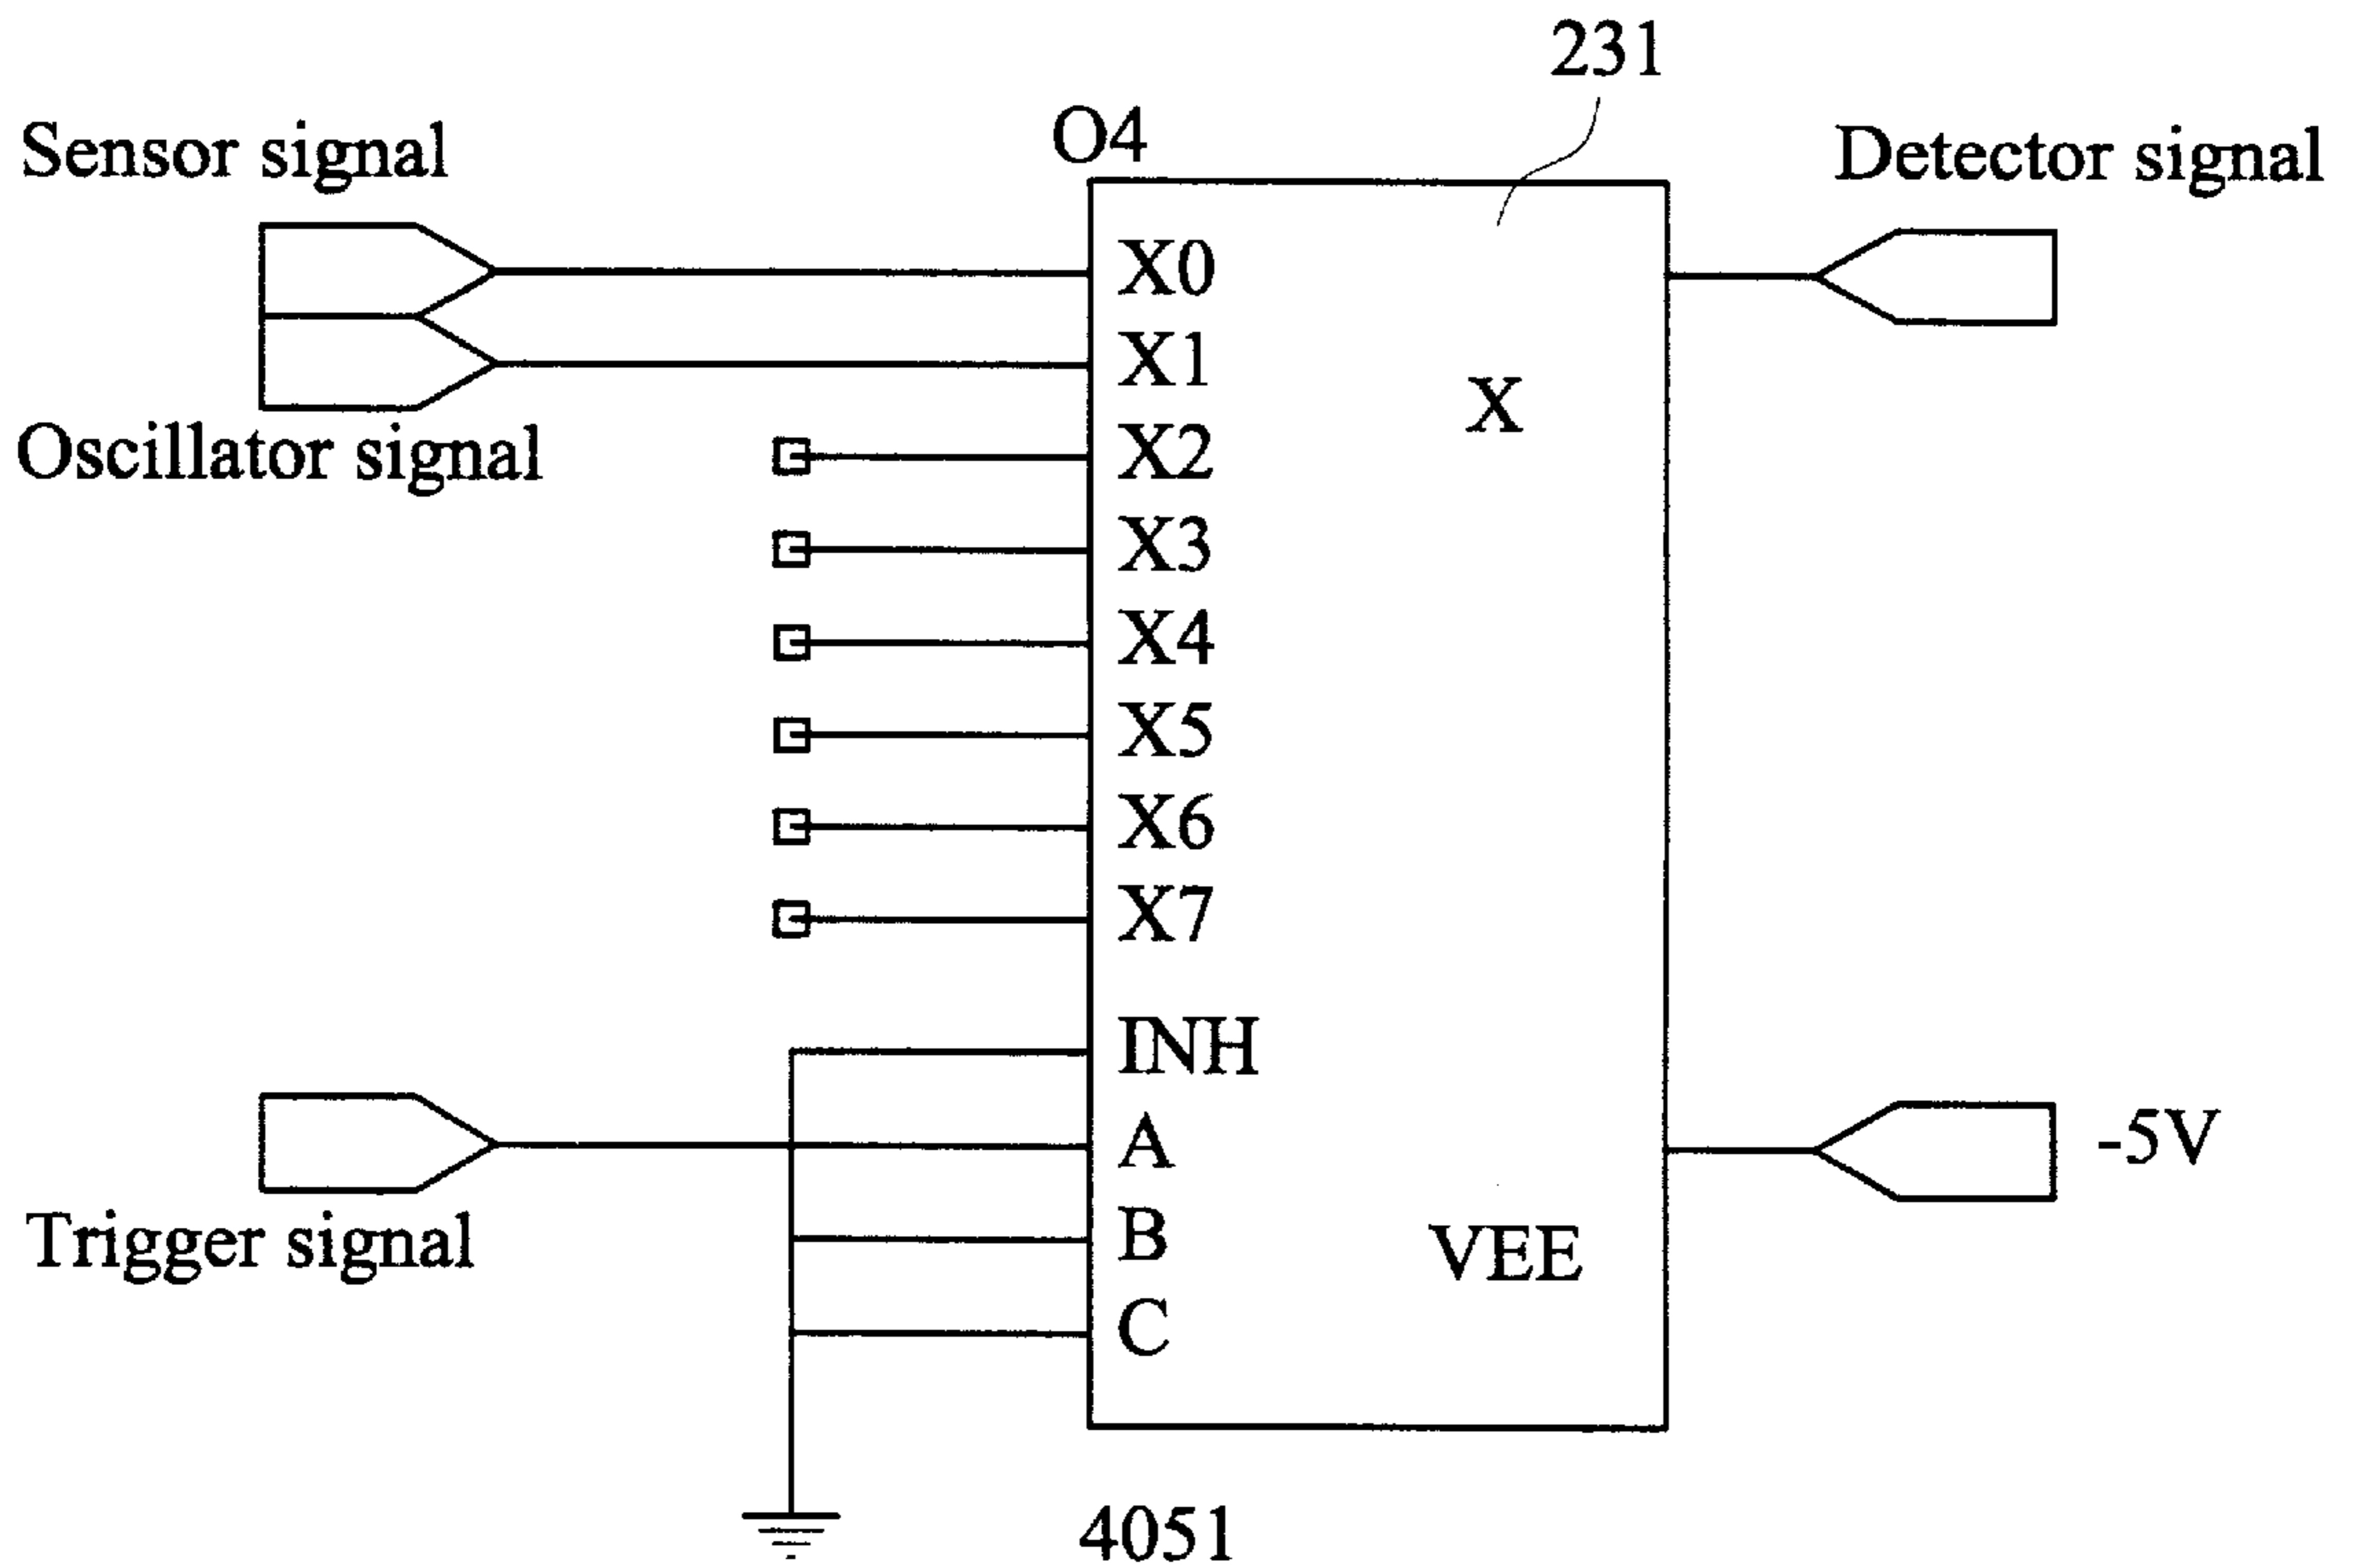 231
O4
Sensor signal
Detector signal
X0
X1
X
Oscillator signal
X2
X3
X4
X5
X6
X7
INH
A
-5V
Trigger signal
B
VEE
C
4051